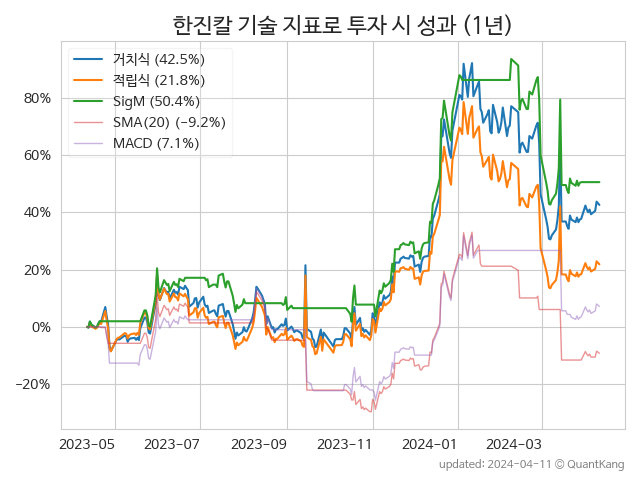 한진칼 기술 지표로 투자 시 성과 (1년)
거치식 (42.5%)
적립식 (21.8%)
SigM (50.4%)
SMA(20) (−9.2%)
MACD (7.1%)
80%
60%
40%
20%
0%
−20%
2023-05 2023-07 2023-09 2023-11 2024-01 2024-03
updated: 2024-04-11 © QuantKang